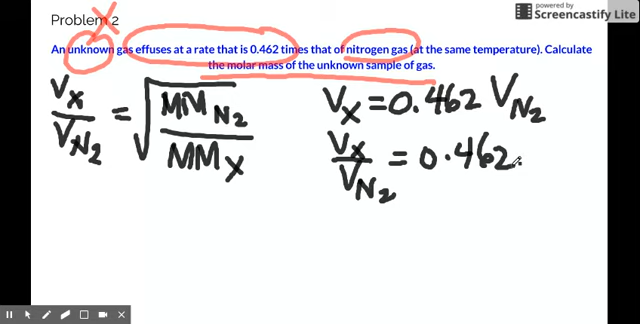 Problem 2
powered by
Screencastify Lite
X
An unknown gas effuses at a rate that is 0.462 times that of nitrogen gas (at the same temperature). Calculate
the molar mass of the unknown sample of gas.
Vx/VN2 = √(MMN2/MMX)
Vx = 0.462 VN2
Vx/VN2 = 0.462